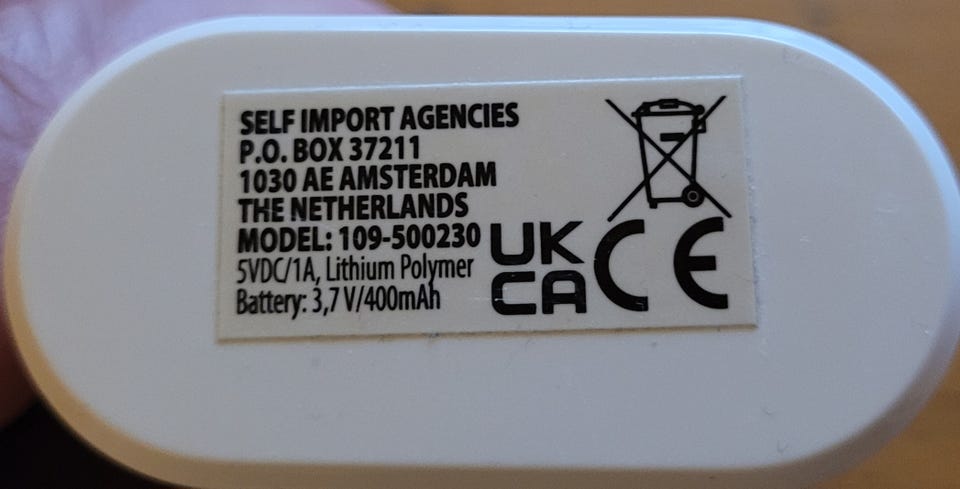 SELF IMPORT AGENCIES
P.O. BOX 37211
1030 AE AMSTERDAM
THE NETHERLANDS
MODEL: 109-500230
5VDC/1A, Lithium Polymer
Battery: 3,7 V/400mAh
UK
CA
CE